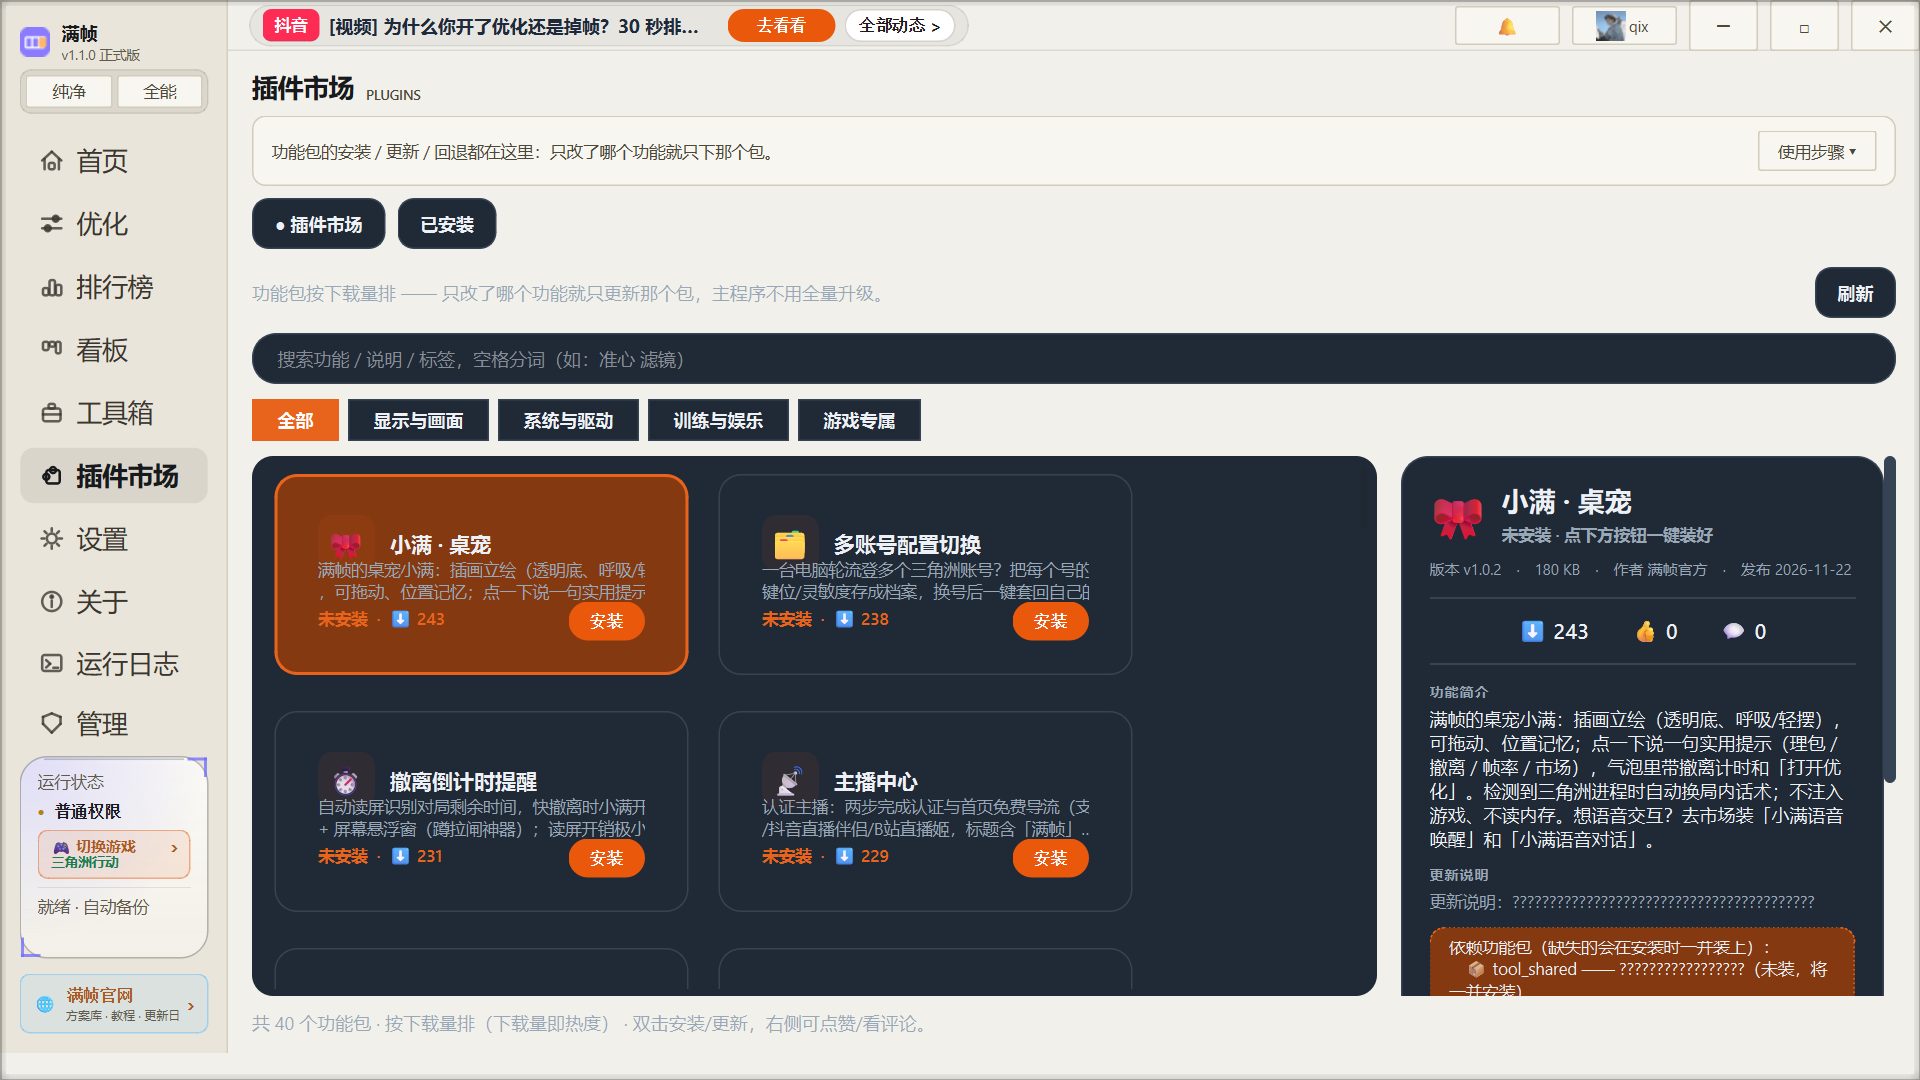 满帧
v1.1.0 正式版
纯净
全能
首页
优化
排行榜
看板
工具箱
插件市场
设置
关于
运行日志
管理
运行状态
• 普通权限
切换游戏 ›
三角洲行动
就绪 · 自动备份
满帧官网 ›
方案库 · 教程 · 更新日
抖音
[视频] 为什么你开了优化还是掉帧？30 秒排...
去看看
全部动态 >
qix
插件市场 PLUGINS
功能包的安装 / 更新 / 回退都在这里：只改了哪个功能就只下那个包。
使用步骤 ▾
● 插件市场
已安装
功能包按下载量排 —— 只改了哪个功能就只更新那个包，主程序不用全量升级。
刷新
搜索功能 / 说明 / 标签，空格分词（如：准心 滤镜）
全部
显示与画面
系统与驱动
训练与娱乐
游戏专属
小满 · 桌宠
满帧的桌宠小满：插画立绘（透明底、呼吸/轻
，可拖动、位置记忆；点一下说一句实用提示
未安装 · 243
安装
多账号配置切换
一台电脑轮流登多个三角洲账号？把每个号的
键位/灵敏度存成档案，换号后一键套回自己的
未安装 · 238
安装
撤离倒计时提醒
自动读屏识别对局剩余时间，快撤离时小满开
+ 屏幕悬浮窗（蹲拉闸神器）；读屏开销极小
未安装 · 231
安装
主播中心
认证主播：两步完成认证与首页免费导流（支
/抖音直播伴侣/B站直播姬，标题含「满帧」...
未安装 · 229
安装
共 40 个功能包 · 按下载量排（下载量即热度） · 双击安装/更新，右侧可点赞/看评论。
小满 · 桌宠
未安装 · 点下方按钮一键装好
版本 v1.0.2 · 180 KB · 作者 满帧官方 · 发布 2026-11-22
243 0 0
功能简介
满帧的桌宠小满：插画立绘（透明底、呼吸/轻摆），
可拖动、位置记忆；点一下说一句实用提示（理包 /
撤离 / 帧率 / 市场），气泡里带撤离计时和「打开优
化」。检测到三角洲进程时自动换局内话术；不注入
游戏、不读内存。想语音交互？去市场装「小满语音
唤醒」和「小满语音对话」。
更新说明
更新说明：?????????????????????????????????????????
依赖功能包（缺失的会在安装时一并装上）：
tool_shared —— ?????????????????（未装，将
一并安装）